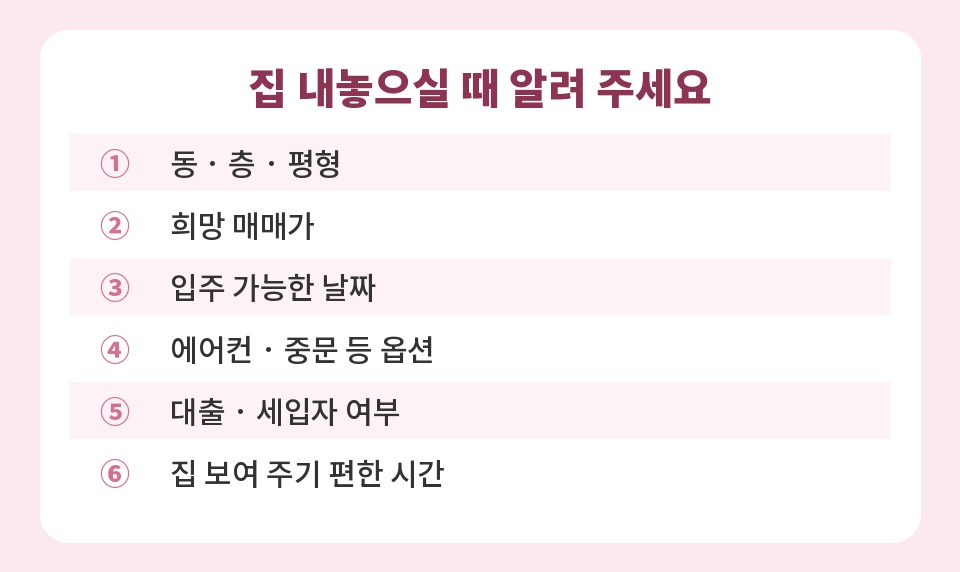 집 내놓으실 때 알려 주세요
① 동 · 층 · 평형
② 희망 매매가
③ 입주 가능한 날짜
④ 에어컨 · 중문 등 옵션
⑤ 대출 · 세입자 여부
⑥ 집 보여 주기 편한 시간